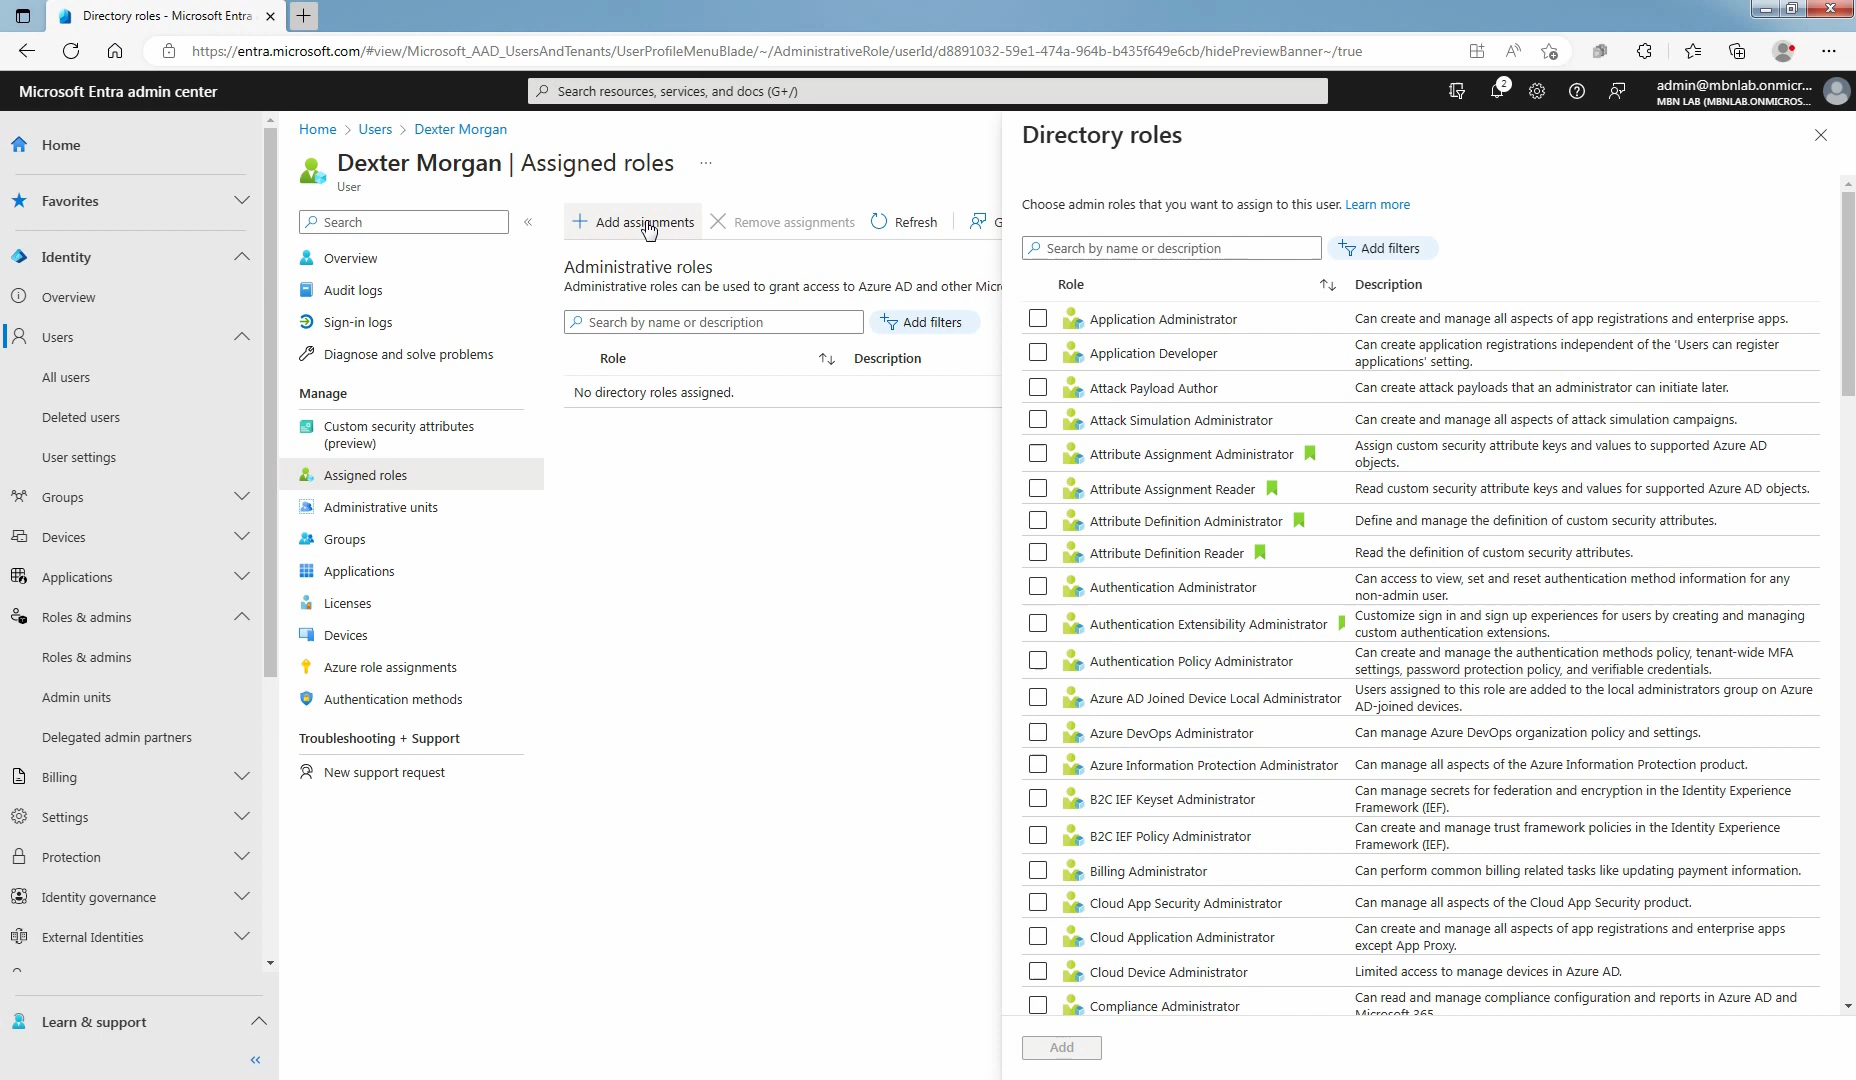 Directory roles - Microsoft Entra
https://entra.microsoft.com/#view/Microsoft_AAD_UsersAndTenants/UserProfileMenuBlade/~/AdministrativeRole/userId/d8891032-59e1-474a-964b-b435f649e6cb/hidePreviewBanner~/true
Microsoft Entra admin center
Search resources, services, and docs (G+/)
2
admin@mbnlab.onmicr...
MBN LAB (MBNLAB.ONMICROS...
Home
Favorites
Identity
Overview
Users
All users
Deleted users
User settings
Groups
Devices
Applications
Roles & admins
Roles & admins
Admin units
Delegated admin partners
Billing
Settings
Protection
Identity governance
External Identities
Learn & support
Home > Users > Dexter Morgan
Dexter Morgan | Assigned roles ...
User
Search
Overview
Audit logs
Sign-in logs
Diagnose and solve problems
Manage
Custom security attributes
(preview)
Assigned roles
Administrative units
Groups
Applications
Licenses
Devices
Azure role assignments
Authentication methods
Troubleshooting + Support
New support request
Add assignments
Remove assignments
Refresh
G
Administrative roles
Administrative roles can be used to grant access to Azure AD and other Micr
Search by name or description
Add filters
Role
Description
No directory roles assigned.
Directory roles
Choose admin roles that you want to assign to this user. Learn more
Search by name or description
Add filters
Role
Description
Application Administrator
Can create and manage all aspects of app registrations and enterprise apps.
Application Developer
Can create application registrations independent of the 'Users can register
applications' setting.
Attack Payload Author
Can create attack payloads that an administrator can initiate later.
Attack Simulation Administrator
Can create and manage all aspects of attack simulation campaigns.
Attribute Assignment Administrator
Assign custom security attribute keys and values to supported Azure AD
objects.
Attribute Assignment Reader
Read custom security attribute keys and values for supported Azure AD objects.
Attribute Definition Administrator
Define and manage the definition of custom security attributes.
Attribute Definition Reader
Read the definition of custom security attributes.
Authentication Administrator
Can access to view, set and reset authentication method information for any
non-admin user.
Authentication Extensibility Administrator
Customize sign in and sign up experiences for users by creating and managing
custom authentication extensions.
Authentication Policy Administrator
Can create and manage the authentication methods policy, tenant-wide MFA
settings, password protection policy, and verifiable credentials.
Azure AD Joined Device Local Administrator
Users assigned to this role are added to the local administrators group on Azure
AD-joined devices.
Azure DevOps Administrator
Can manage Azure DevOps organization policy and settings.
Azure Information Protection Administrator
Can manage all aspects of the Azure Information Protection product.
B2C IEF Keyset Administrator
Can manage secrets for federation and encryption in the Identity Experience
Framework (IEF).
B2C IEF Policy Administrator
Can create and manage trust framework policies in the Identity Experience
Framework (IEF).
Billing Administrator
Can perform common billing related tasks like updating payment information.
Cloud App Security Administrator
Can manage all aspects of the Cloud App Security product.
Cloud Application Administrator
Can create and manage all aspects of app registrations and enterprise apps
except App Proxy.
Cloud Device Administrator
Limited access to manage devices in Azure AD.
Compliance Administrator
Can read and manage compliance configuration and reports in Azure AD and
Microsoft 365.
Add